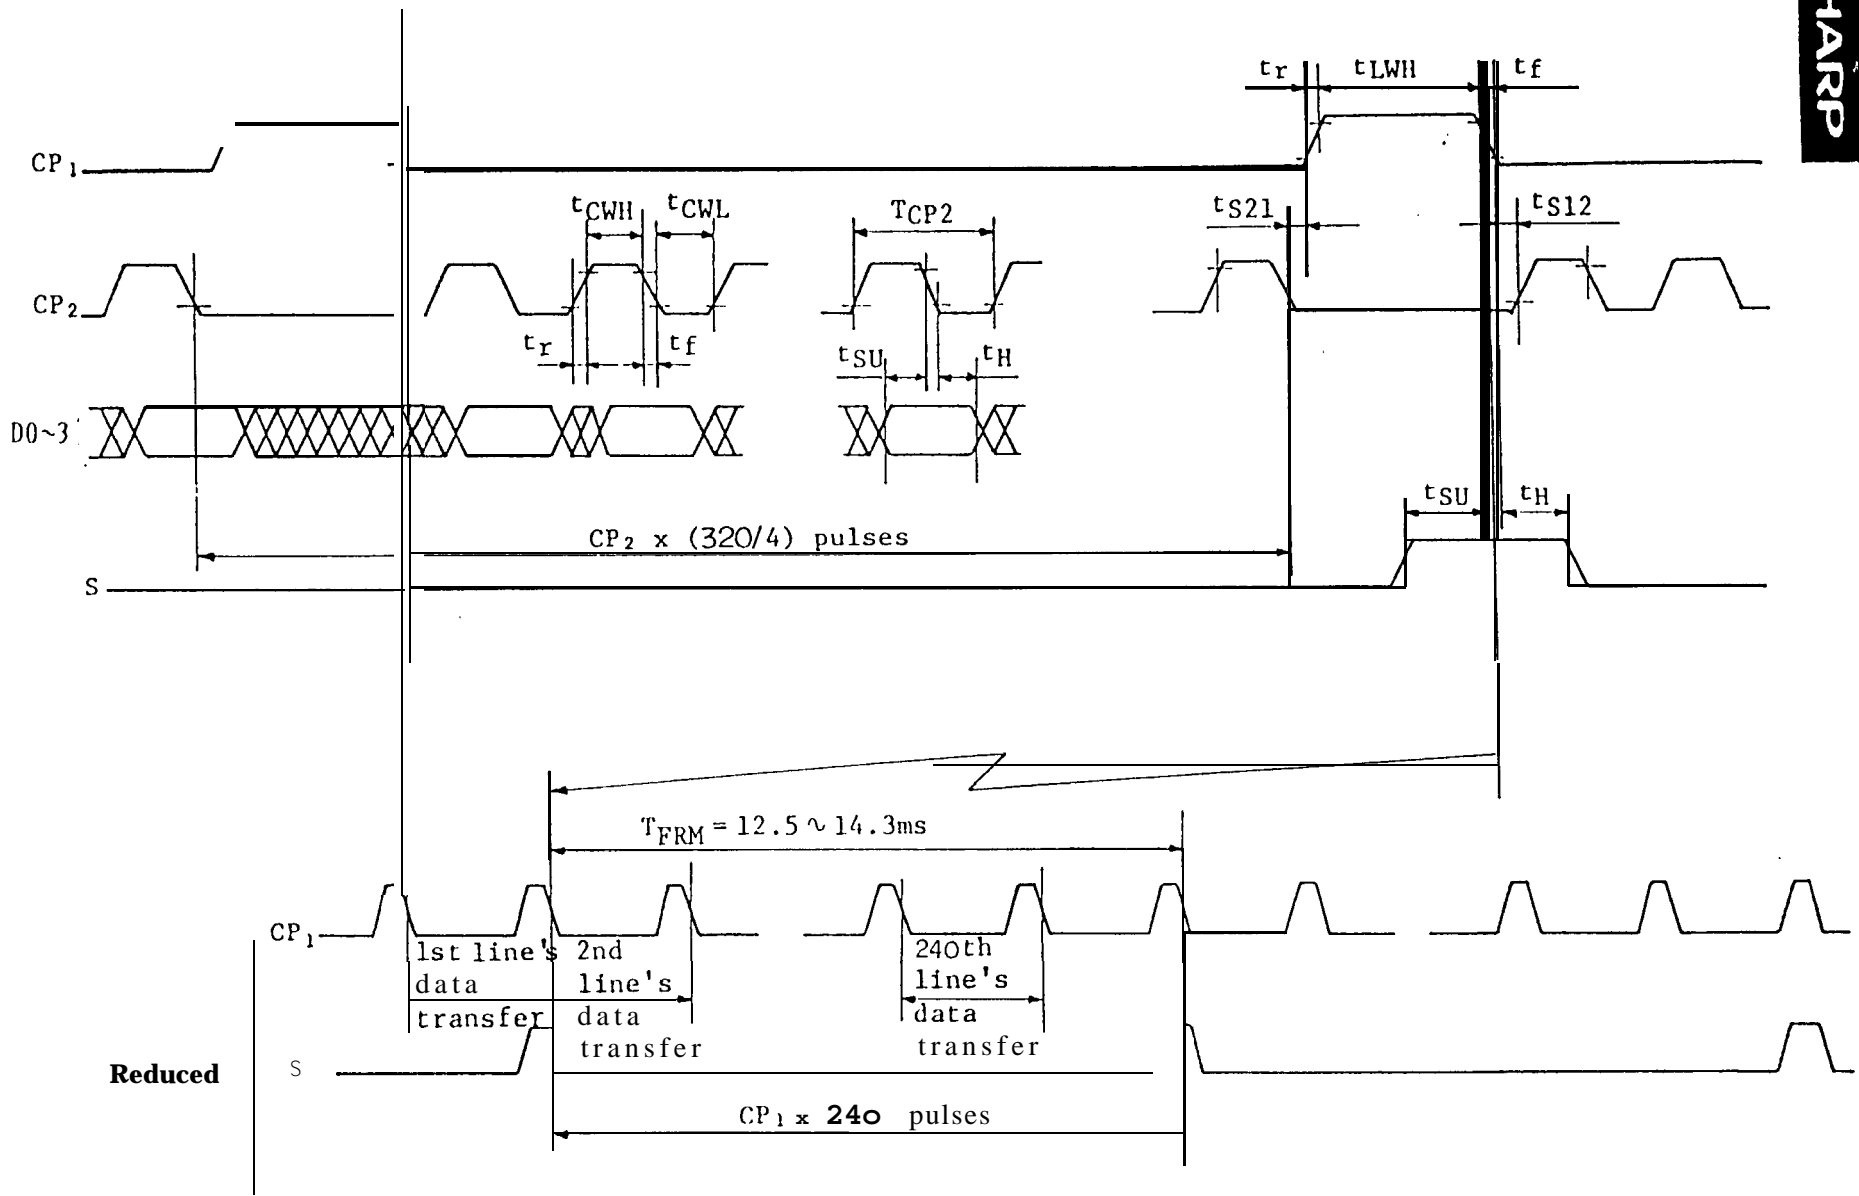 HARP
tr tLWH tf
CP1
tCWH tCWL TCP2 tS21 tS12
CP2
tr tf tSU tH
D0~3
tSU tH
CP2 x (320/4) pulses
S
TFRM = 12.5 ~ 14.3ms
CP1
1st line's
data
transfer
2nd
line's
data
transfer
240th
line's
data
transfer
Reduced S
CP1 x 240 pulses